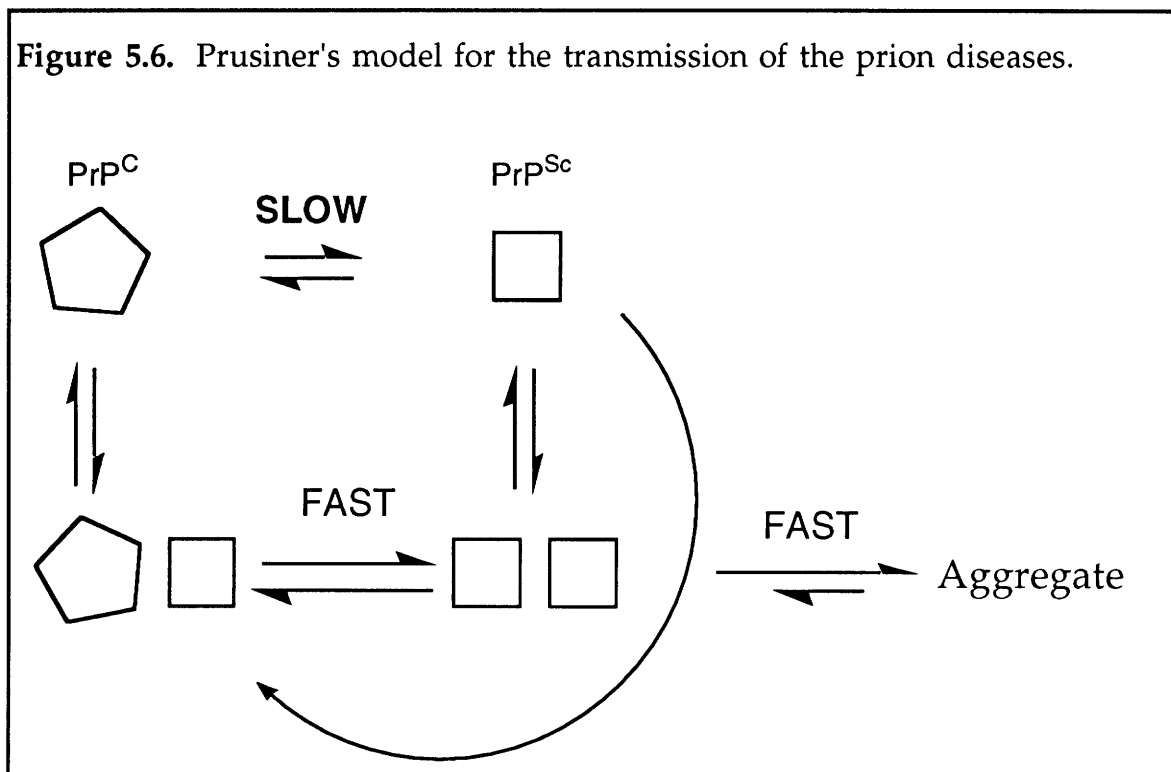 Figure 5.6. Prusiner's model for the transmission of the prion diseases.
PrP^C
PrP^Sc
SLOW
FAST
FAST
Aggregate